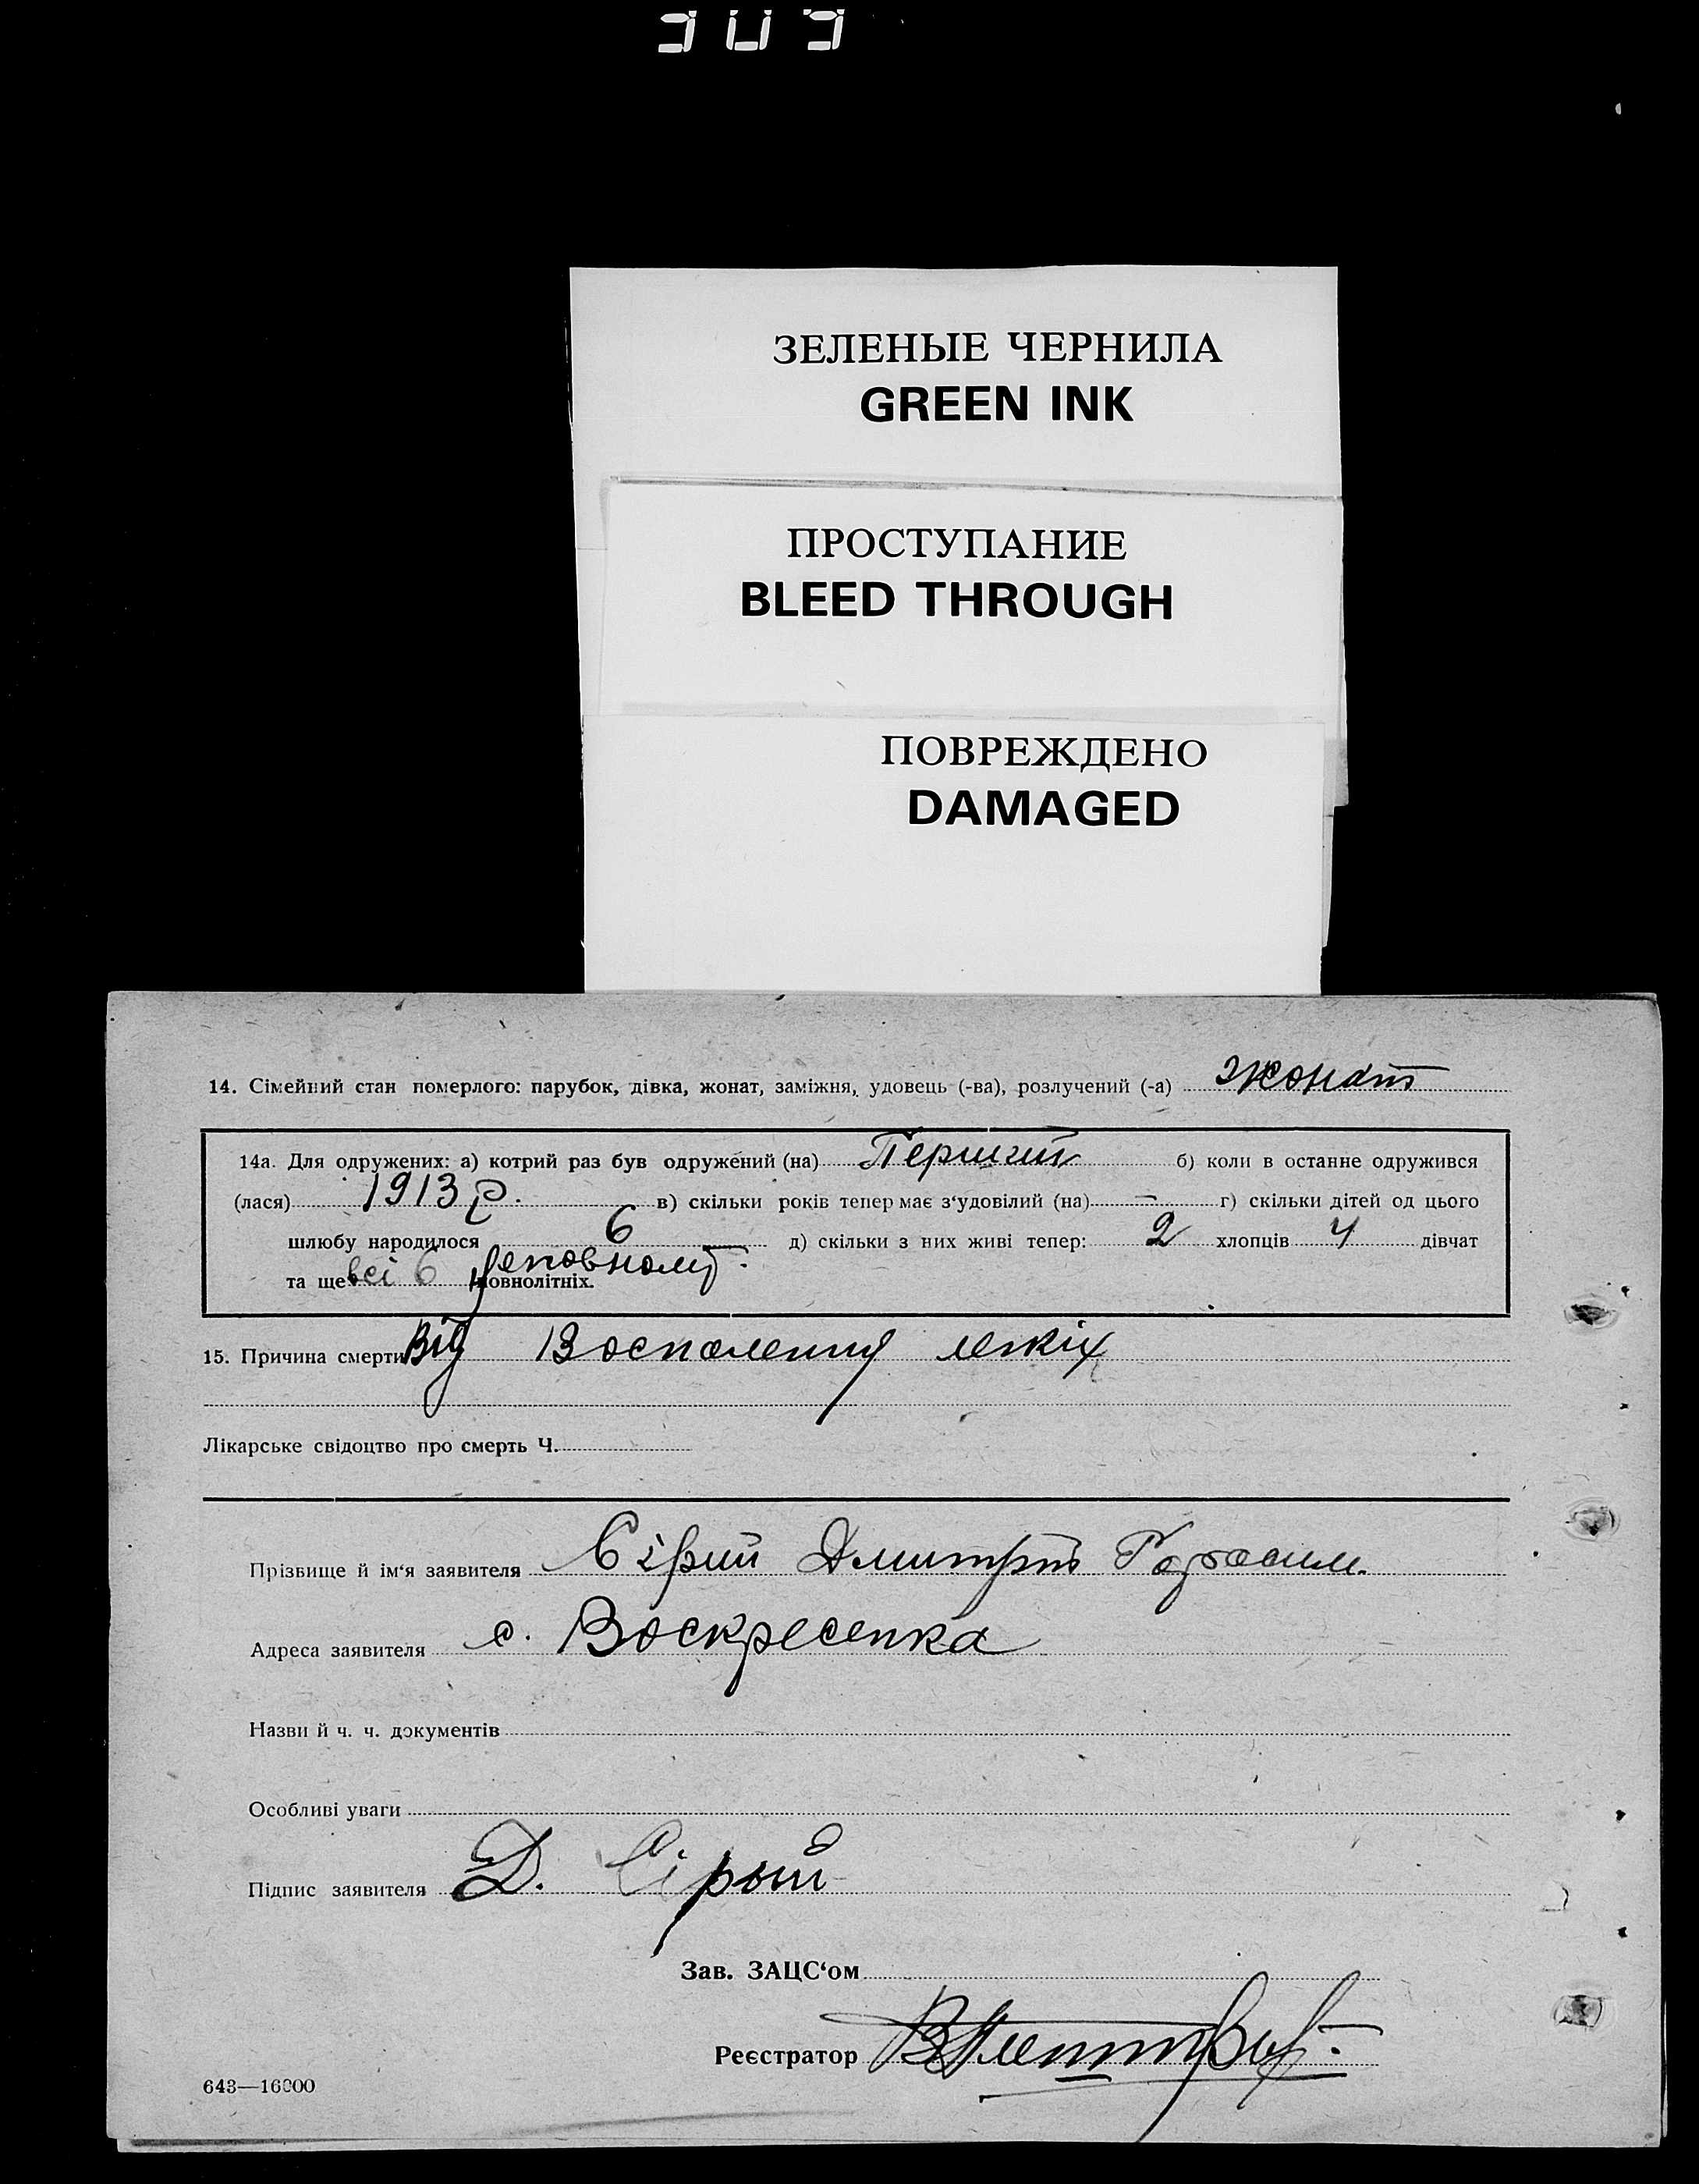 ЗЕЛЕНЫЕ ЧЕРНИЛА
GREEN INK
ПРОСТУПАНИЕ
BLEED THROUGH
ПОВРЕЖДЕНО
DAMAGED
14. Сімейний стан померлого: парубок, дівка, жонат, заміжня, удовець (-ва), розлучений (-а) жонат
14а. Для одружених: а) котрий раз був одружений (на) Перший б) коли в останне одружився
(лася) 1913 р. в) скільки років тепер має з'удовілий (на) — г) скільки дітей од цього
шлюбу народилося 6 д) скільки з них живі тепер: 2 хлопців 4 дівчат
та ще всі 6 повнолітніх.
15. Причина смерти Від Воспаления легких
Лікарське свідоцтво про смерть Ч.
Прізвище й ім'я заявителя Сірий Дмитро
Адреса заявителя с. Воскресенка
Назви й ч. ч. документів
Особливі уваги
Підпис заявителя Д. Сірый
Зав. ЗАЦС'ом
Реєстратор
643—16000